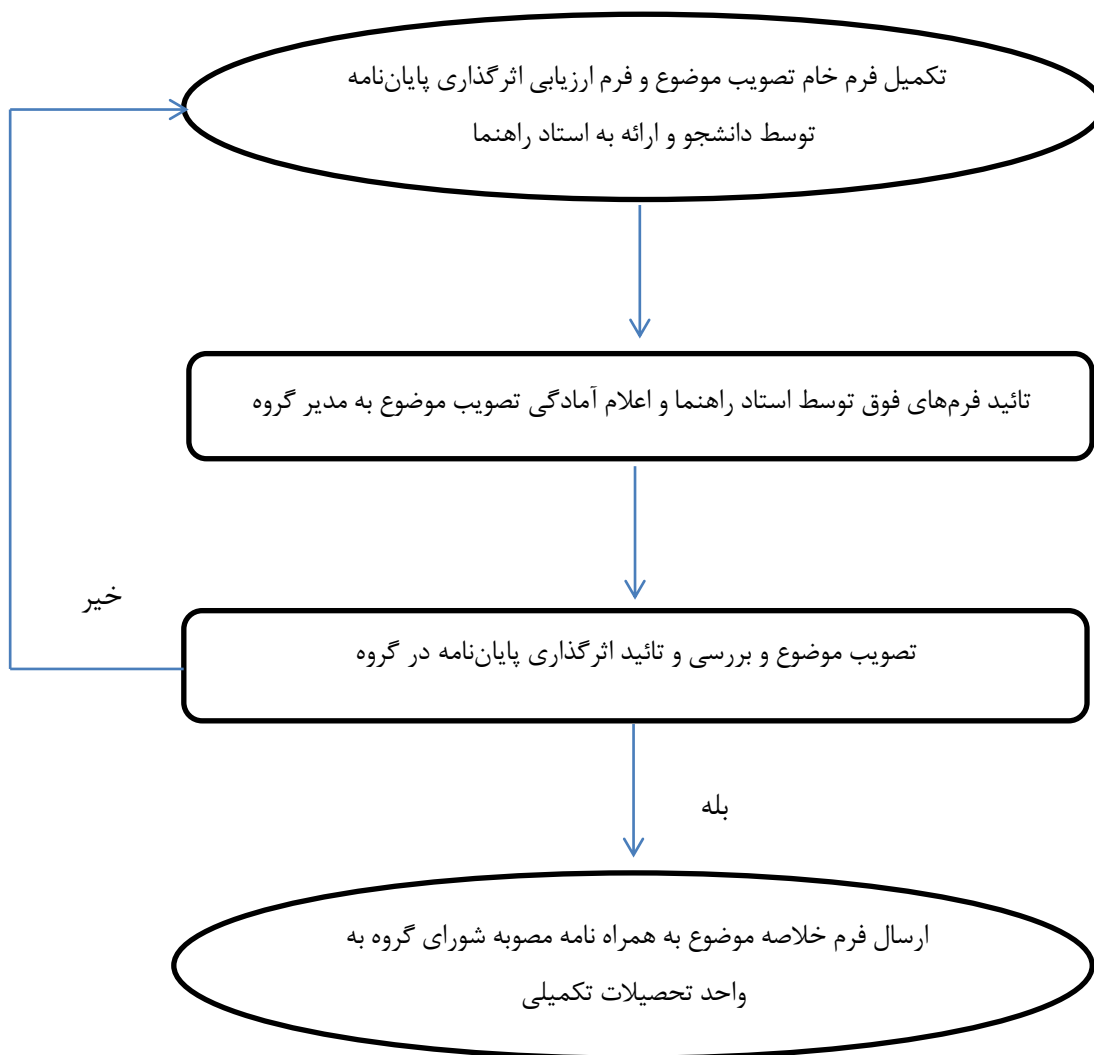 تکمیل فرم خام تصویب موضوع و فرم ارزیابی اثرگذاری پایان‌نامه
توسط دانشجو و ارائه به استاد راهنما
تائید فرم‌های فوق توسط استاد راهنما و اعلام آمادگی تصویب موضوع به مدیر گروه
خیر
تصویب موضوع و بررسی و تائید اثرگذاری پایان‌نامه در گروه
بله
ارسال فرم خلاصه موضوع به همراه نامه مصوبه شورای گروه به
واحد تحصیلات تکمیلی